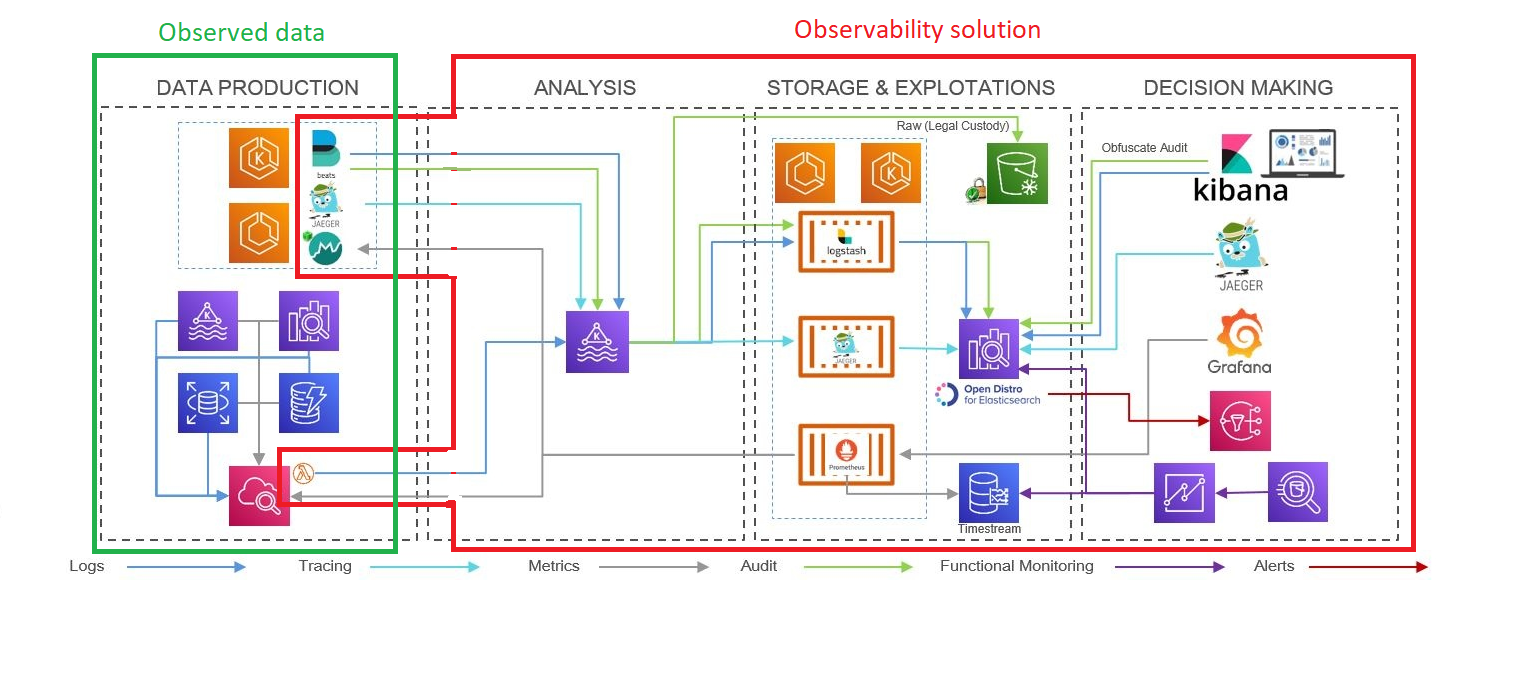 Observed data
Observability solution
DATA PRODUCTION
ANALYSIS
STORAGE & EXPLOTATIONS
DECISION MAKING
Raw (Legal Custody)
K
beats
JAEGER
K
Obfuscate Audit
kibana
logstash
JAEGER
K
K
JAEGER
Grafana
Open Distro
for Elasticsearch
Prometheus
Timestream
Logs
Tracing
Metrics
Audit
Functional Monitoring
Alerts